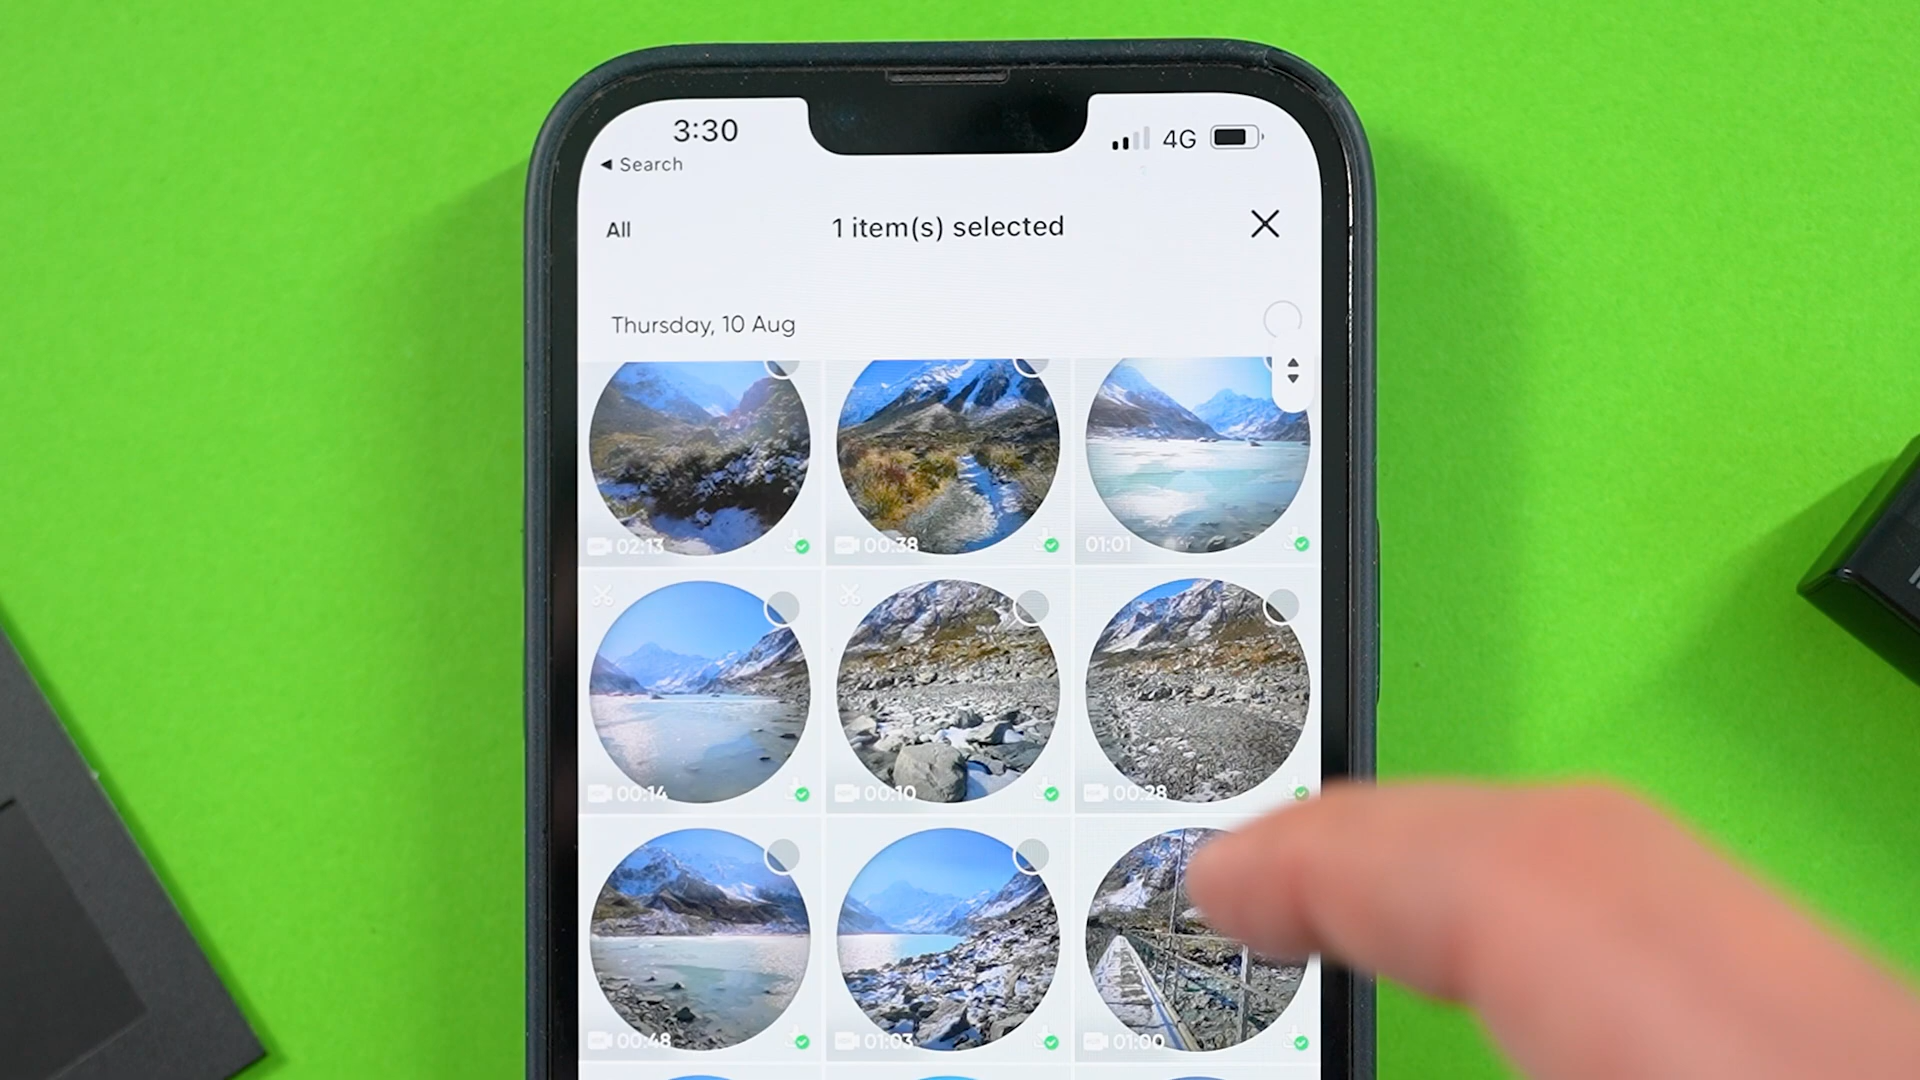 3:30
4G
◀ Search
All
1 item(s) selected
Thursday, 10 Aug
02:13
00:38
01:01
00:14
00:10
00:28
00:48
01:03
01:00